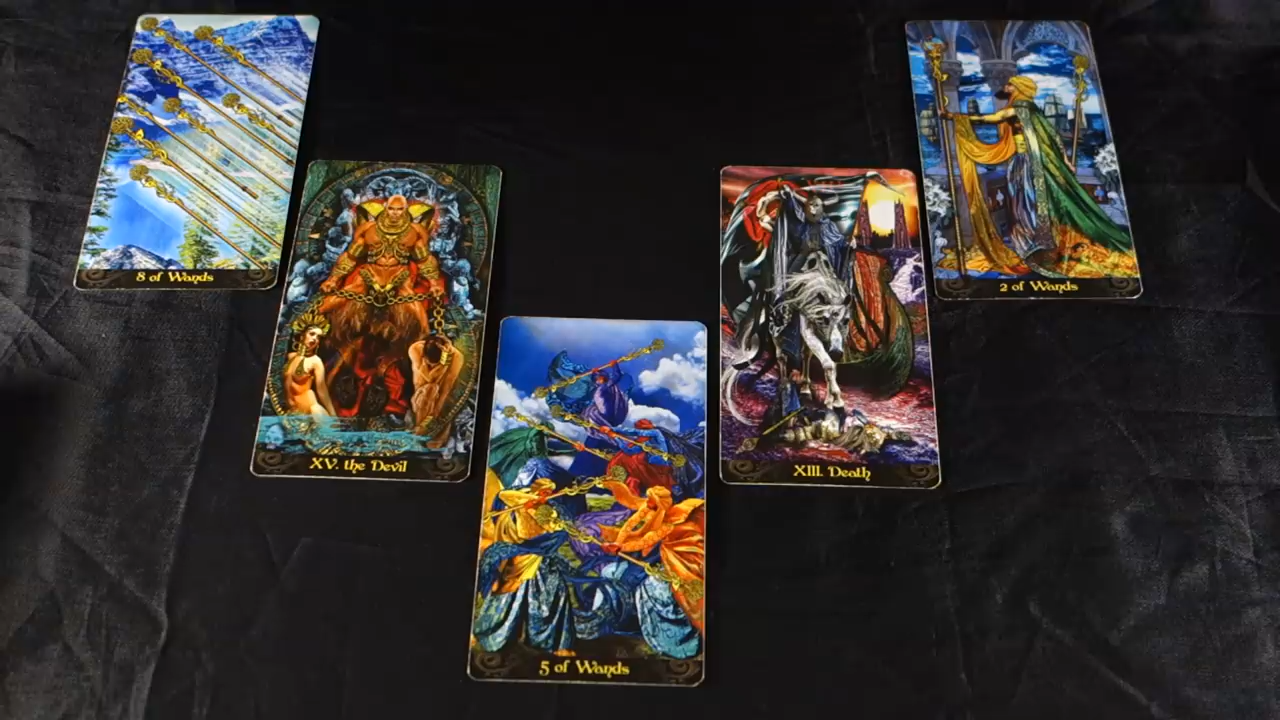 8 of Wands
XV. the Devil
5 of Wands
XIII. Death
2 of Wands